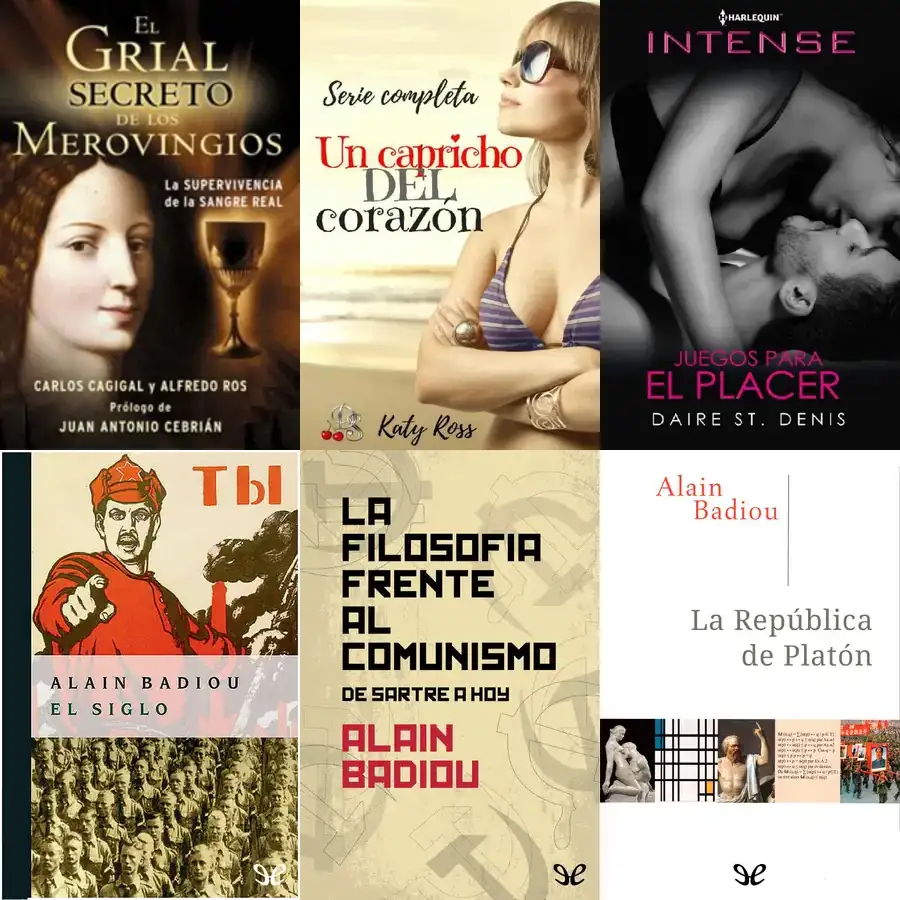 EL
GRIAL
SECRETO
DE LOS
MEROVINGIOS
LA SUPERVIVENCIA
de la SANGRE REAL
CARLOS CAGIGAL y ALFREDO ROS
Prólogo de
JUAN ANTONIO CEBRIÁN
Serie completa
Un capricho
DEL
corazón
Katy Ross
HARLEQUIN™
INTENSE
JUEGOS PARA
EL PLACER
DAIRE ST. DENIS
ТЫ
ALAIN BADIOU
EL SIGLO
LA
FILOSOFIA
FRENTE
AL
COMUNISMO
DE SARTRE A HOY
ALAIN
BADIOU
Alain
Badiou
La República
de Platón